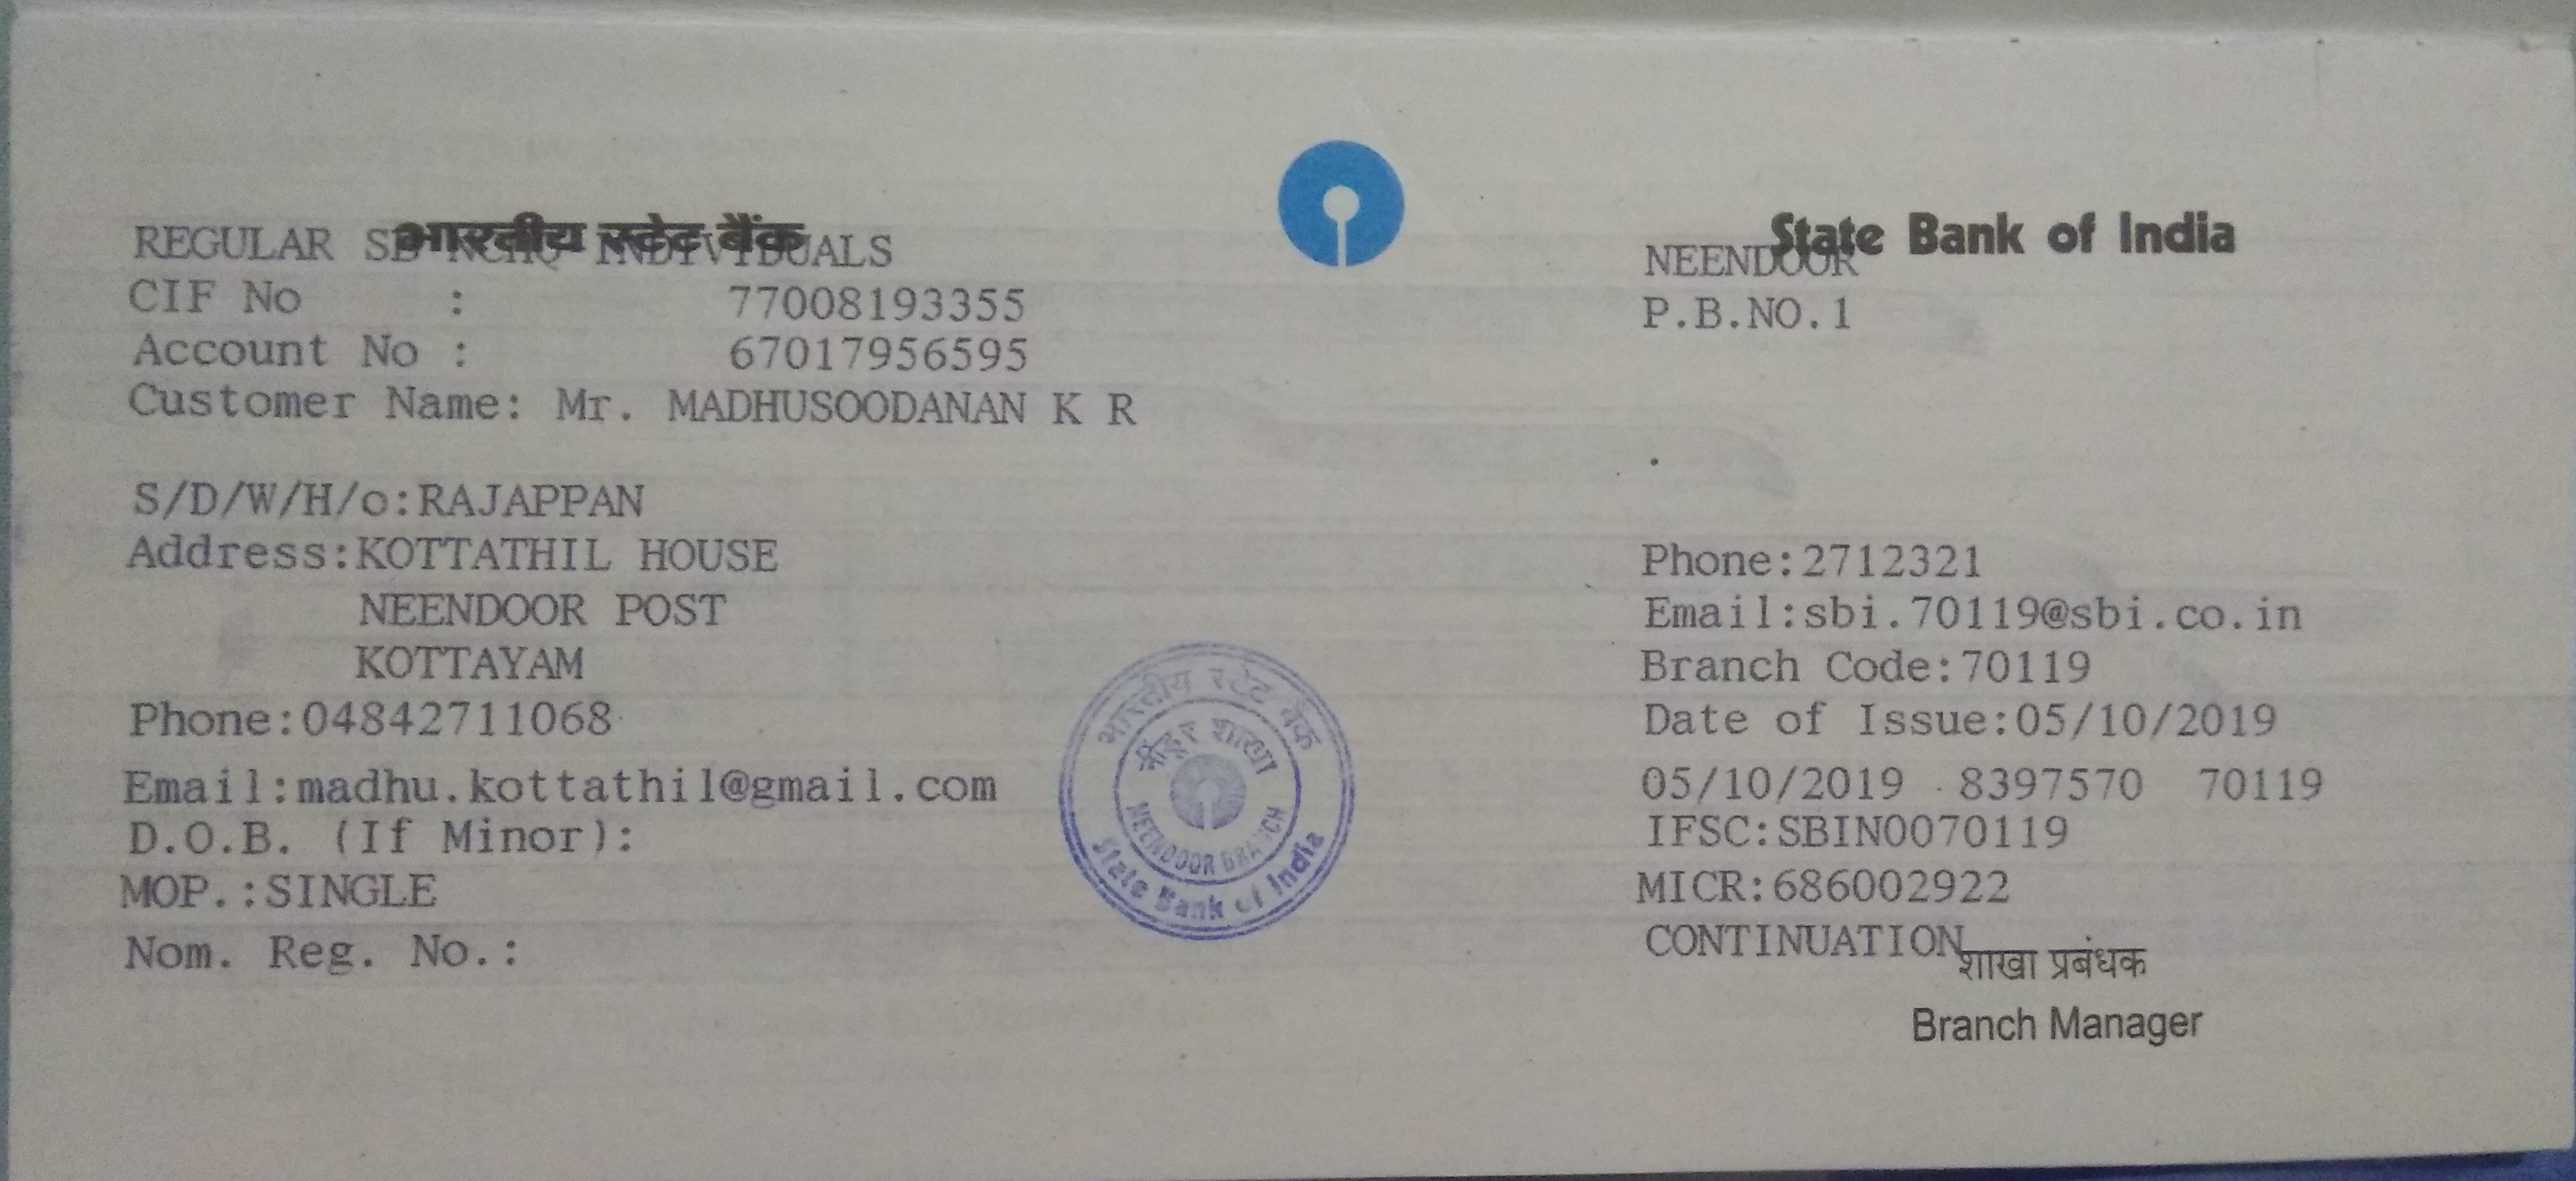 भारतीय स्टेट बैंक
REGULAR SB NCHQ INDIVIDUALS
CIF No : 77008193355
Account No : 67017956595
Customer Name: Mr. MADHUSOODANAN K R
S/D/W/H/o:RAJAPPAN
Address:KOTTATHIL HOUSE
NEENDOOR POST
KOTTAYAM
Phone:04842711068
Email:madhu.kottathil@gmail.com
D.O.B. (If Minor):
MOP.:SINGLE
Nom. Reg. No.:
भारतीय स्टेट बैंक
नींडूर शाखा
NEENDOOR BRANCH
State Bank of India
State Bank of India
NEENDOOR
P.B.NO.1
Phone:2712321
Email:sbi.70119@sbi.co.in
Branch Code:70119
Date of Issue:05/10/2019
05/10/2019 8397570 70119
IFSC:SBIN0070119
MICR:686002922
CONTINUATION
शाखा प्रबंधक
Branch Manager